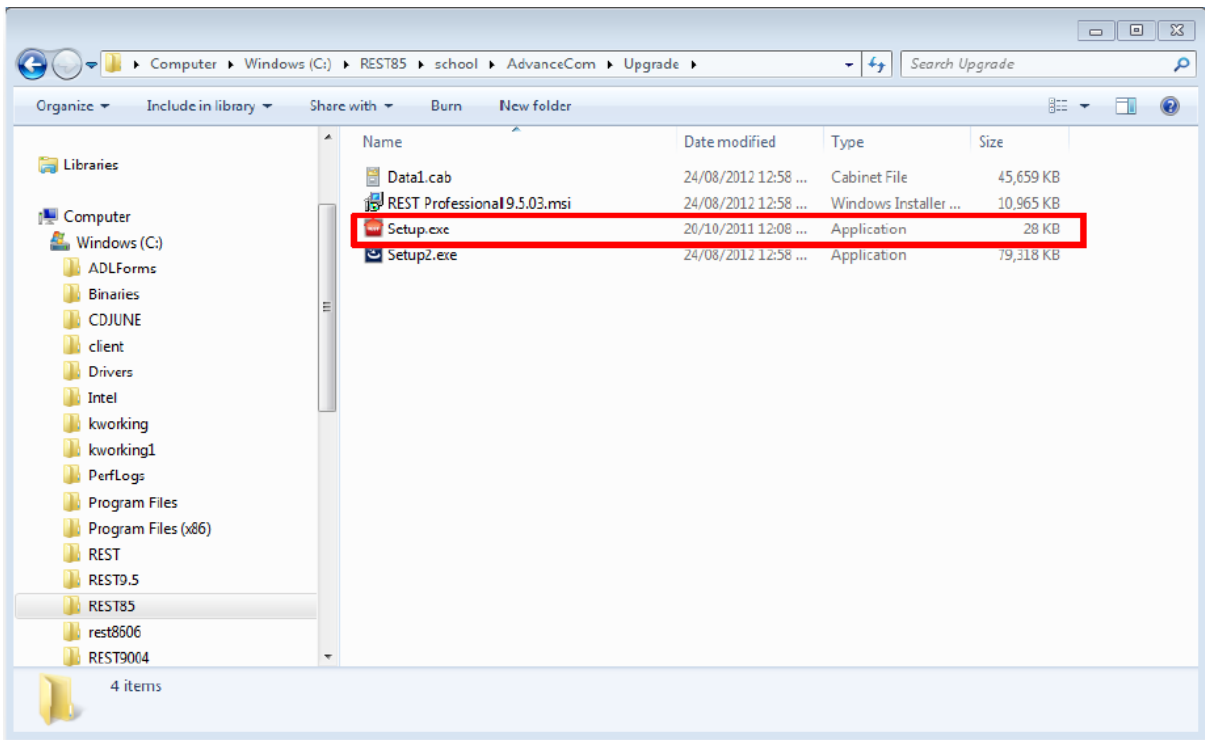 Computer Windows (C:) REST85 school AdvanceCom Upgrade Search Upgrade
Organize Include in library Share with Burn New folder
Name Date modified Type Size
Libraries
Data1.cab 24/08/2012 12:58 ... Cabinet File 45,659 KB
REST Professional 9.5.03.msi 24/08/2012 12:58 ... Windows Installer ... 10,965 KB
Computer
Setup.exe 20/10/2011 12:08 ... Application 28 KB
Windows (C:)
Setup2.exe 24/08/2012 12:58 ... Application 79,318 KB
ADLForms
Binaries
CDJUNE
client
Drivers
Intel
kworking
kworking1
PerfLogs
Program Files
Program Files (x86)
REST
REST9.5
REST85
rest8606
REST9004
4 items